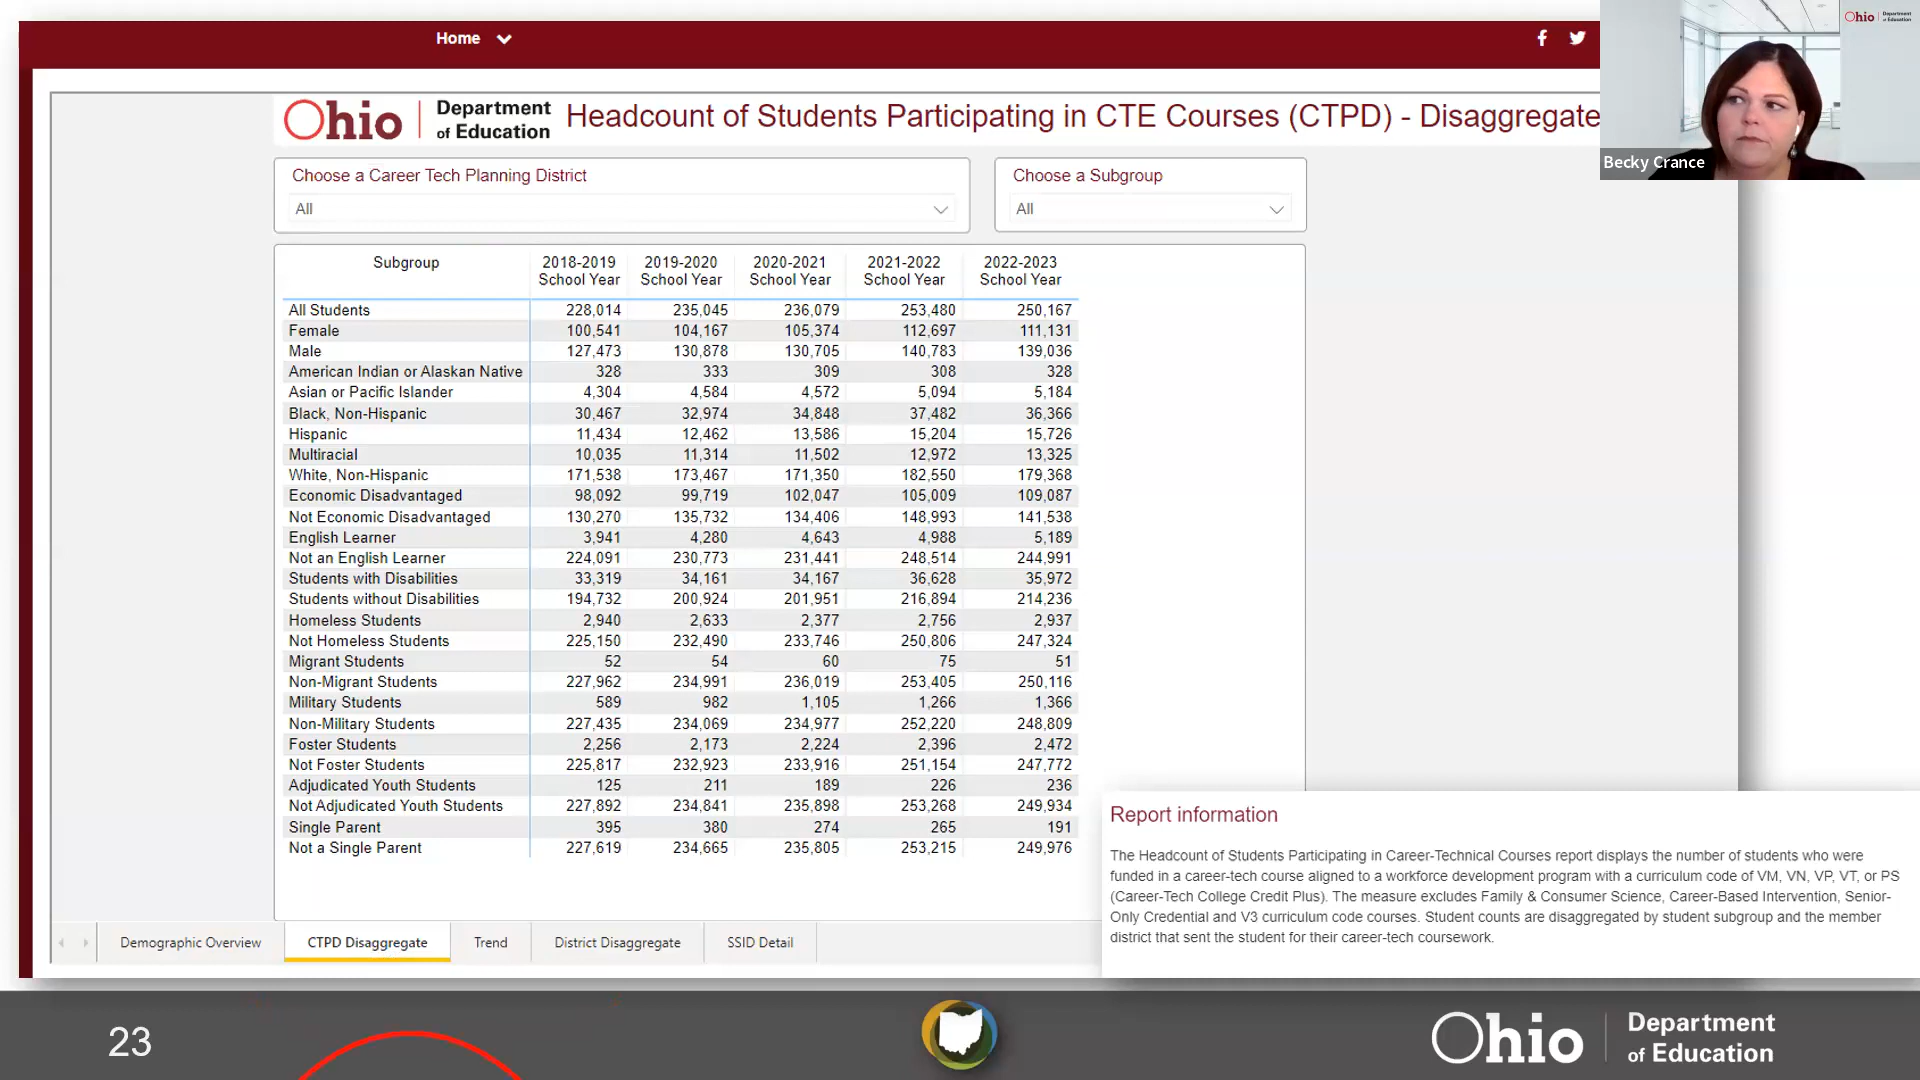 Home
Ohio Department of Education
Becky Crance
Ohio
Department
of Education
Headcount of Students Participating in CTE Courses (CTPD) - Disaggregate
Choose a Career Tech Planning District
All
Choose a Subgroup
All
Subgroup 2018-2019 School Year 2019-2020 School Year 2020-2021 School Year 2021-2022 School Year 2022-2023 School Year
All Students 228,014 235,045 236,079 253,480 250,167
Female 100,541 104,167 105,374 112,697 111,131
Male 127,473 130,878 130,705 140,783 139,036
American Indian or Alaskan Native 328 333 309 308 328
Asian or Pacific Islander 4,304 4,584 4,572 5,094 5,184
Black, Non-Hispanic 30,467 32,974 34,848 37,482 36,366
Hispanic 11,434 12,462 13,586 15,204 15,726
Multiracial 10,035 11,314 11,502 12,972 13,325
White, Non-Hispanic 171,538 173,467 171,350 182,550 179,368
Economic Disadvantaged 98,092 99,719 102,047 105,009 109,087
Not Economic Disadvantaged 130,270 135,732 134,406 148,993 141,538
English Learner 3,941 4,280 4,643 4,988 5,189
Not an English Learner 224,091 230,773 231,441 248,514 244,991
Students with Disabilities 33,319 34,161 34,167 36,628 35,972
Students without Disabilities 194,732 200,924 201,951 216,894 214,236
Homeless Students 2,940 2,633 2,377 2,756 2,937
Not Homeless Students 225,150 232,490 233,746 250,806 247,324
Migrant Students 52 54 60 75 51
Non-Migrant Students 227,962 234,991 236,019 253,405 250,116
Military Students 589 982 1,105 1,266 1,366
Non-Military Students 227,435 234,069 234,977 252,220 248,809
Foster Students 2,256 2,173 2,224 2,396 2,472
Not Foster Students 225,817 232,923 233,916 251,154 247,772
Adjudicated Youth Students 125 211 189 226 236
Not Adjudicated Youth Students 227,892 234,841 235,898 253,268 249,934
Single Parent 395 380 274 265 191
Not a Single Parent 227,619 234,665 235,805 253,215 249,976
Report information
The Headcount of Students Participating in Career-Technical Courses report displays the number of students who were
funded in a career-tech course aligned to a workforce development program with a curriculum code of VM, VN, VP, VT, or PS
(Career-Tech College Credit Plus). The measure excludes Family & Consumer Science, Career-Based Intervention, Senior-
Only Credential and V3 curriculum code courses. Student counts are disaggregated by student subgroup and the member
district that sent the student for their career-tech coursework.
Demographic Overview CTPD Disaggregate Trend District Disaggregate SSID Detail
23
Ohio
Department
of Education